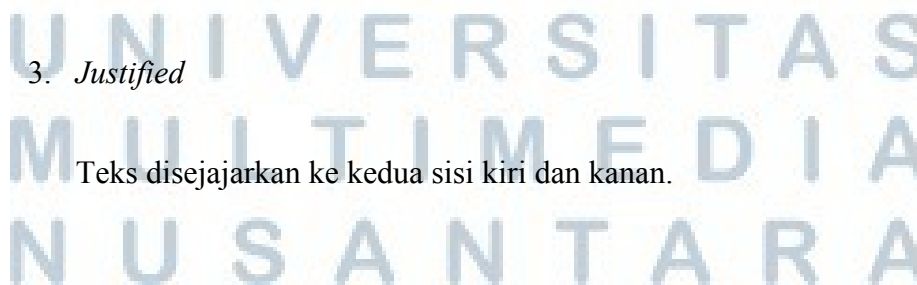 UNIVERSITAS
3. Justified
MULTIMEDIA
Teks disejajarkan ke kedua sisi kiri dan kanan.
NUSANTARA